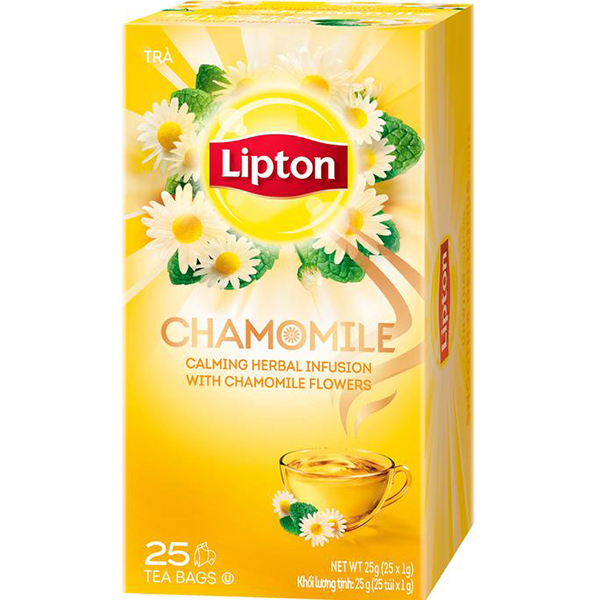 TRÀ
Lipton
CHAMOMILE
CALMING HERBAL INFUSION
WITH CHAMOMILE FLOWERS
Lipton
25
TEA BAGS U
NET WT 25g (25 x 1g)
Khối lượng tịnh: 25 g (25 túi x 1 g)